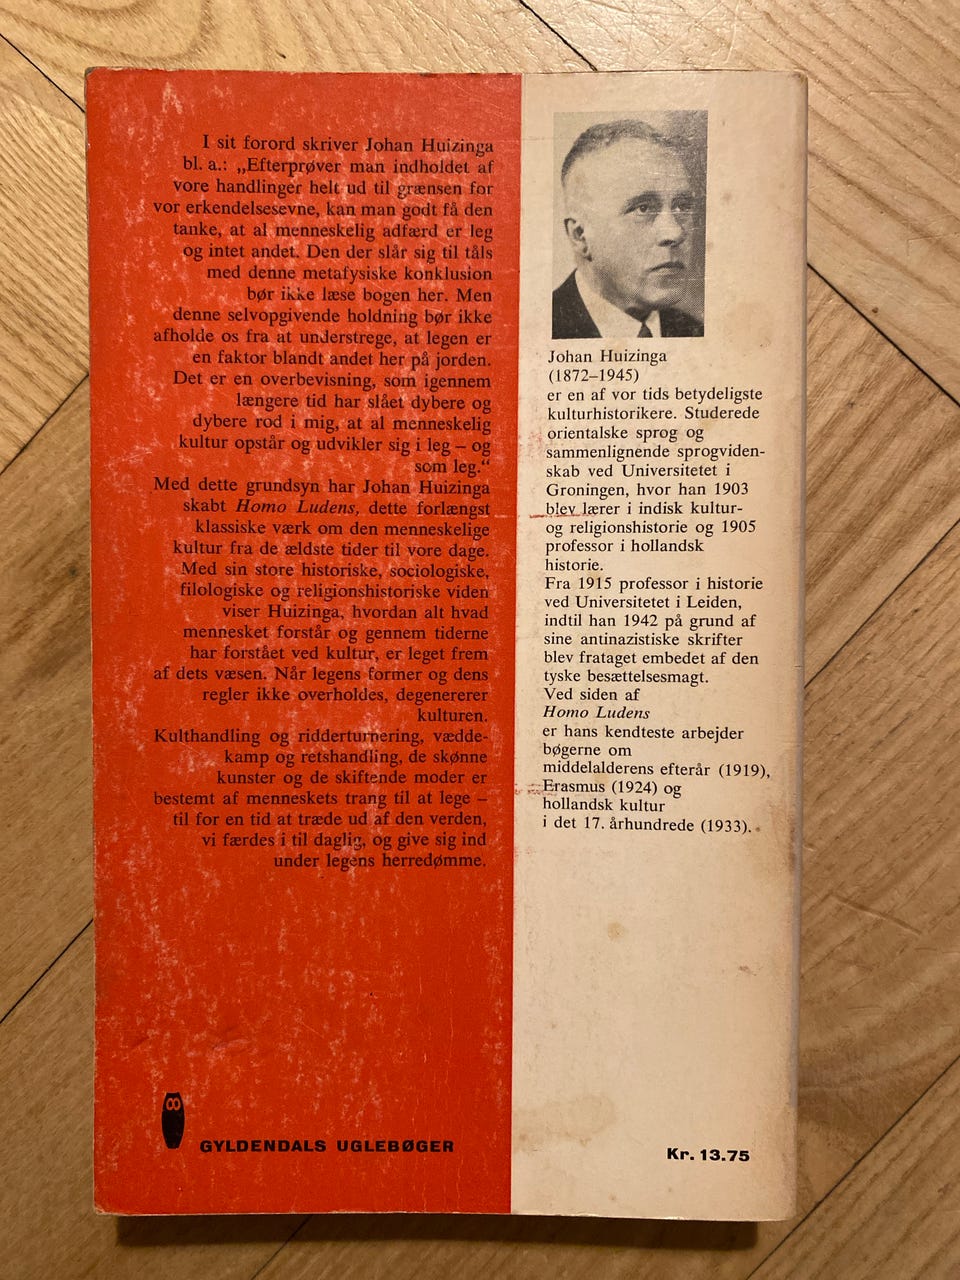 I sit forord skriver Johan Huizinga
bl. a.: „Efterprøver man indholdet af
vore handlinger helt ud til grænsen for
vor erkendelsesevne, kan man godt få den
tanke, at al menneskelig adfærd er leg
og intet andet. Den der slår sig til tåls
med denne metafysiske konklusion
bør ikke læse bogen her. Men
denne selvopgivende holdning bør ikke
afholde os fra at understrege, at legen er
en faktor blandt andet her på jorden.
Det er en overbevisning, som igennem
længere tid har slået dybere og
dybere rod i mig, at al menneskelig
kultur opstår og udvikler sig i leg – og
som leg.“
Med dette grundsyn har Johan Huizinga
skabt Homo Ludens, dette forlængst
klassiske værk om den menneskelige
kultur fra de ældste tider til vore dage.
Med sin store historiske, sociologiske,
filologiske og religionshistoriske viden
viser Huizinga, hvordan alt hvad
mennesket forstår og gennem tiderne
har forstået ved kultur, er leget frem
af dets væsen. Når legens former og dens
regler ikke overholdes, degenererer
kulturen.
Kulthandling og ridderturnering, vædde-
kamp og retshandling, de skønne
kunster og de skiftende moder er
bestemt af menneskets trang til at lege –
til for en tid at træde ud af den verden,
vi færdes i til daglig, og give sig ind
under legens herredømme.
GYLDENDALS UGLEBØGER
Johan Huizinga
(1872–1945)
er en af vor tids betydeligste
kulturhistorikere. Studerede
orientalske sprog og
sammenlignende sprogviden-
skab ved Universitetet i
Groningen, hvor han 1903
blev lærer i indisk kultur-
og religionshistorie og 1905
professor i hollandsk
historie.
Fra 1915 professor i historie
ved Universitetet i Leiden,
indtil han 1942 på grund af
sine antinazistiske skrifter
blev frataget embedet af den
tyske besættelsesmagt.
Ved siden af
Homo Ludens
er hans kendteste arbejder
bøgerne om
middelalderens efterår (1919),
Erasmus (1924) og
hollandsk kultur
i det 17. århundrede (1933).
Kr. 13.75